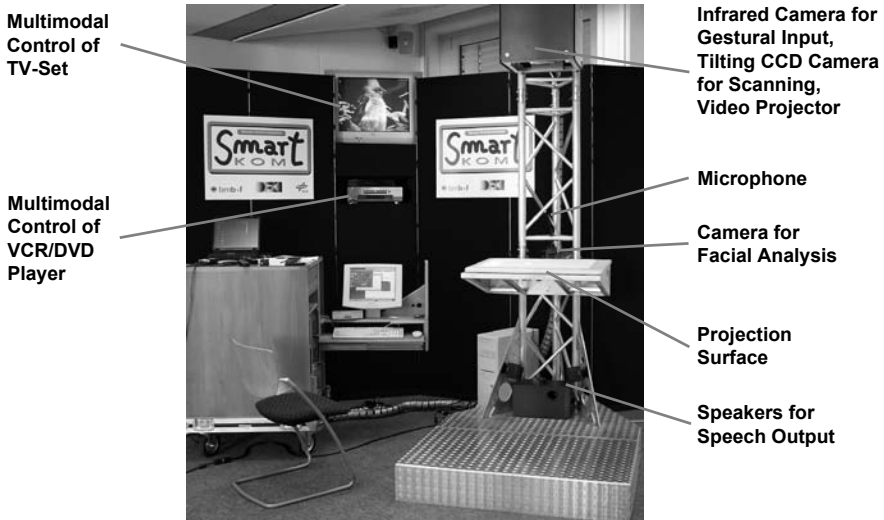 Multimodal
Control of
TV-Set
Multimodal
Control of
VCR/DVD
Player
Infrared Camera for
Gestural Input,
Tilting CCD Camera
for Scanning,
Video Projector
Microphone
Camera for
Facial Analysis
Projection
Surface
Speakers for
Speech Output
Smart
KOM
bmb+f
Smart
KOM
bmb+f